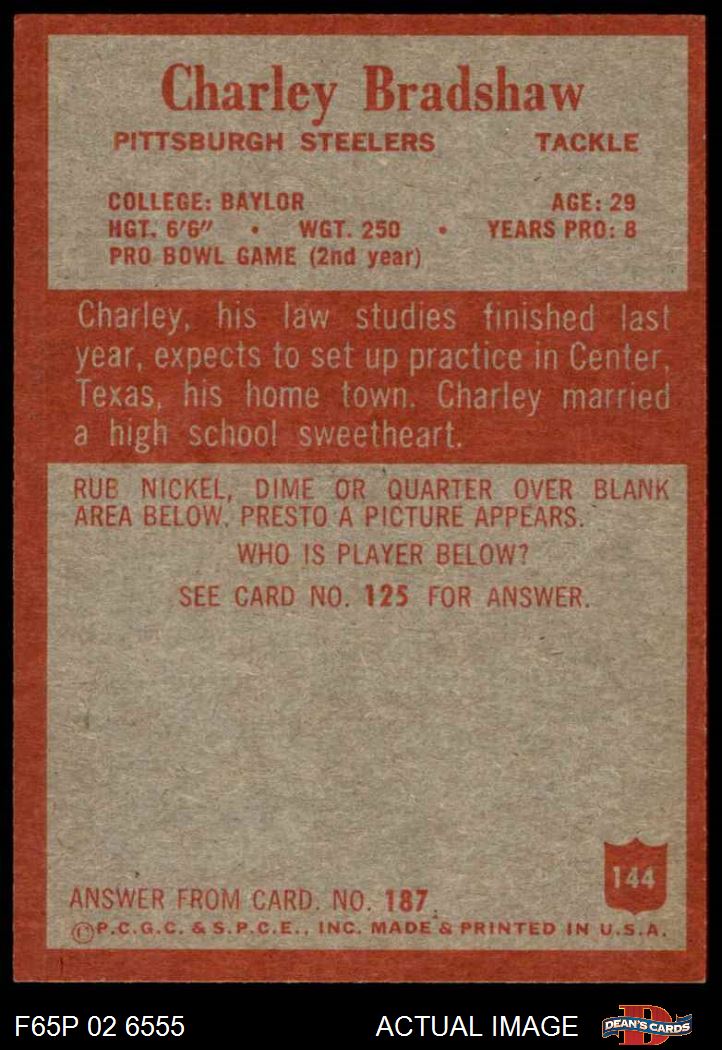 Charley Bradshaw
PITTSBURGH STEELERS TACKLE
COLLEGE: BAYLOR AGE: 29
HGT. 6'6" • WGT. 250 • YEARS PRO: 8
PRO BOWL GAME (2nd year)
Charley, his law studies finished last
year, expects to set up practice in Center,
Texas, his home town. Charley married
a high school sweetheart.
RUB NICKEL, DIME OR QUARTER OVER BLANK
AREA BELOW, PRESTO A PICTURE APPEARS.
WHO IS PLAYER BELOW?
SEE CARD NO. 125 FOR ANSWER.
144
ANSWER FROM CARD. NO. 187
©P.C.G.C. & S.P.C.E., INC. MADE & PRINTED IN U.S.A.
F65P 02 6555 ACTUAL IMAGE D DEAN'S CARDS